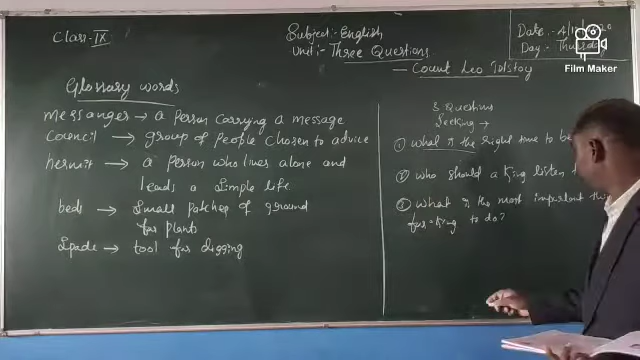 Class:- IX
Subject:- English
Unit:- Three Questions
- Count Leo Tolstoy
Date:-
Day:- Thursday
Film Maker
Glossary words
messanger → a person carrying a message
Council → group of people chosen to advice
hermit → a person who lives alone and
leads a simple life
beds → small patches of ground
for plants
Spade → tool for digging
3 Questions
Seeking →
① What is the right time to be
② who should a King listen
③ What is the most important
for a King to do?